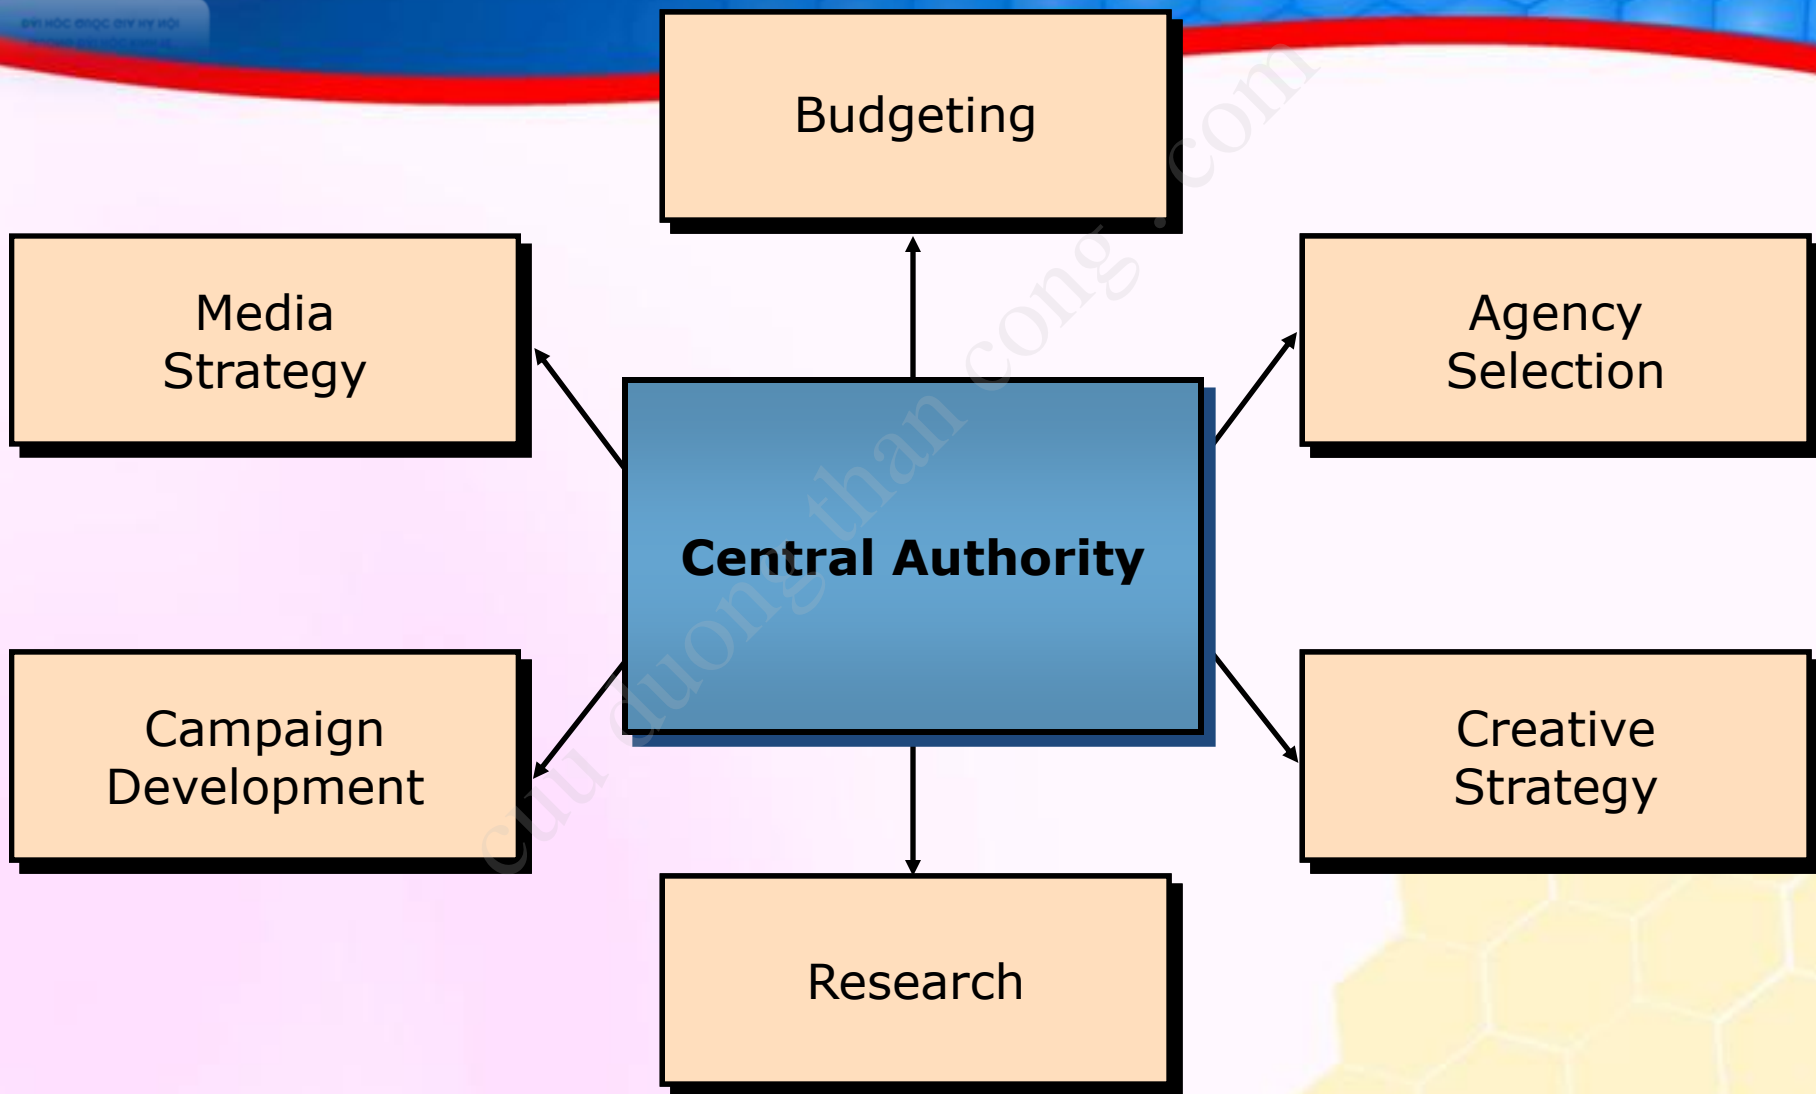 Budgeting
Media
Strategy
Agency
Selection
Central Authority
Campaign
Development
Creative
Strategy
Research
cuu duong than cong . com